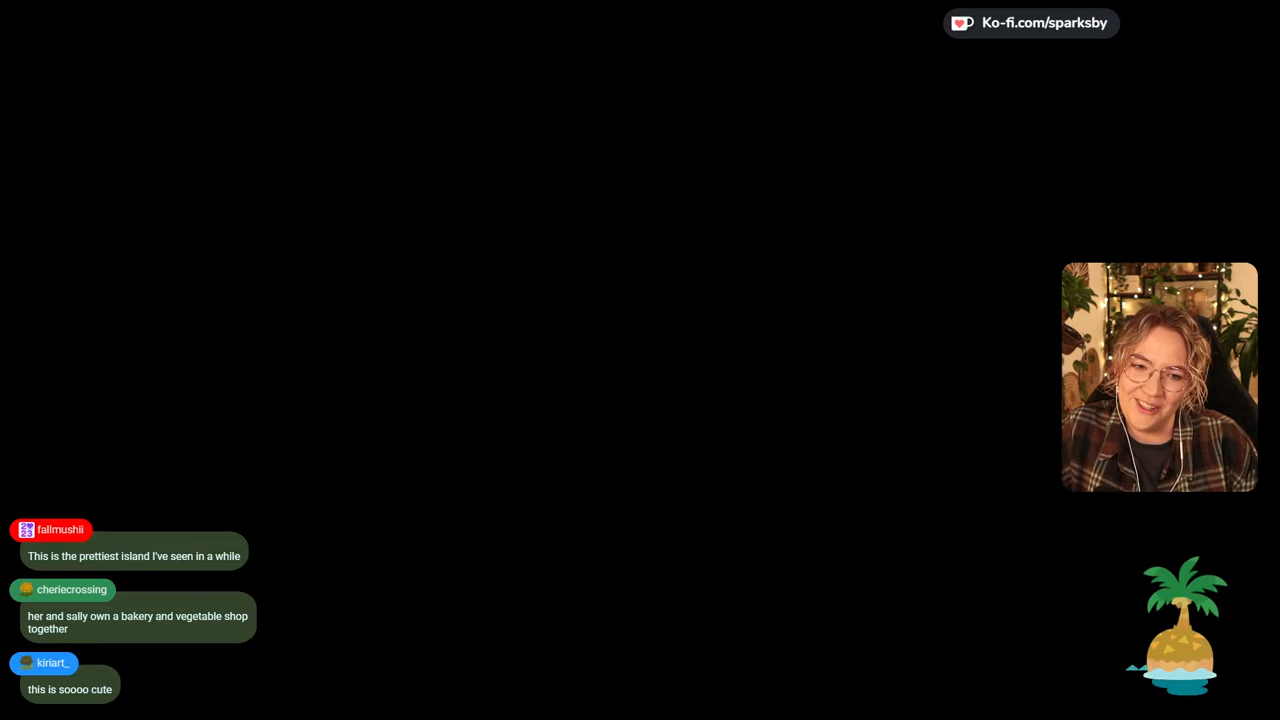 Ko-fi.com/sparksby
fallmushii
This is the prettiest island I've seen in a while
cheriecrossing
her and sally own a bakery and vegetable shop
together
kiriart_
this is soooo cute